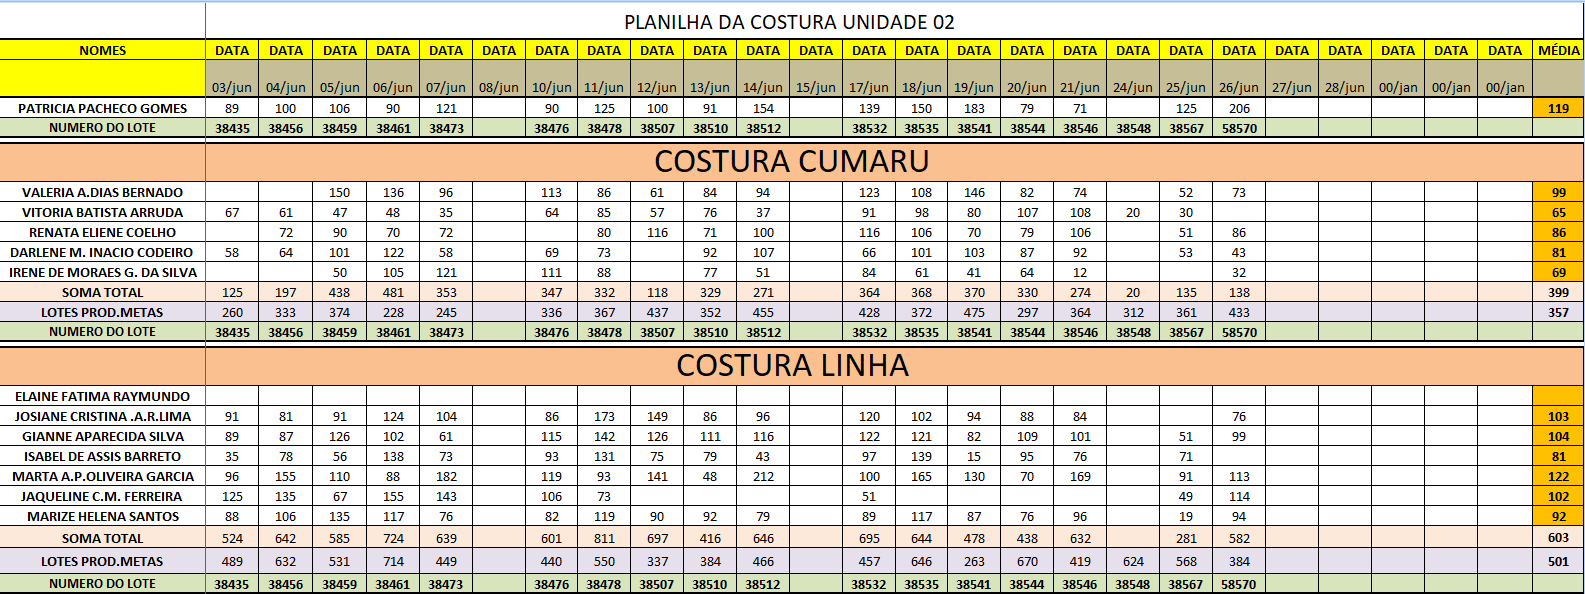 PLANILHA DA COSTURA UNIDADE 02
NOMES DATA DATA DATA DATA DATA DATA DATA DATA DATA DATA DATA DATA DATA DATA DATA DATA DATA DATA DATA DATA DATA DATA DATA DATA DATA MÉDIA
03/jun 04/jun 05/jun 06/jun 07/jun 08/jun 10/jun 11/jun 12/jun 13/jun 14/jun 15/jun 17/jun 18/jun 19/jun 20/jun 21/jun 24/jun 25/jun 26/jun 27/jun 28/jun 00/jan 00/jan 00/jan
PATRICIA PACHECO GOMES 89 100 106 90 121 90 125 100 91 154 139 150 183 79 71 125 206 119
NUMERO DO LOTE 38435 38456 38459 38461 38473 38476 38478 38507 38510 38512 38532 38535 38541 38544 38546 38548 38567 58570
COSTURA CUMARU
VALERIA A.DIAS BERNADO 150 136 96 113 86 61 84 94 123 108 146 82 74 52 73 99
VITORIA BATISTA ARRUDA 67 61 47 48 35 64 85 57 76 37 91 98 80 107 108 20 30 65
RENATA ELIENE COELHO 72 90 70 72 80 116 71 100 116 106 70 79 106 51 86 86
DARLENE M. INACIO CODEIRO 58 64 101 122 58 69 73 92 107 66 101 103 87 92 53 43 81
IRENE DE MORAES G. DA SILVA 50 105 121 111 88 77 51 84 61 41 64 12 32 69
SOMA TOTAL 125 197 438 481 353 347 332 118 329 271 364 368 370 330 274 20 135 138 399
LOTES PROD.METAS 260 333 374 228 245 336 367 437 352 455 428 372 475 297 364 312 361 433 357
NUMERO DO LOTE 38435 38456 38459 38461 38473 38476 38478 38507 38510 38512 38532 38535 38541 38544 38546 38548 38567 58570
COSTURA LINHA
ELAINE FATIMA RAYMUNDO
JOSIANE CRISTINA .A.R.LIMA 91 81 91 124 104 86 173 149 86 96 120 102 94 88 84 76 103
GIANNE APARECIDA SILVA 89 87 126 102 61 115 142 126 111 116 122 121 82 109 101 51 99 104
ISABEL DE ASSIS BARRETO 35 78 56 138 73 93 131 75 79 43 97 139 15 95 76 71 81
MARTA A.P.OLIVEIRA GARCIA 96 155 110 88 182 119 93 141 48 212 100 165 130 70 169 91 113 122
JAQUELINE C.M. FERREIRA 125 135 67 155 143 106 73 51 49 114 102
MARIZE HELENA SANTOS 88 106 135 117 76 82 119 90 92 79 89 117 87 76 96 19 94 92
SOMA TOTAL 524 642 585 724 639 601 811 697 416 646 695 644 478 438 632 281 582 603
LOTES PROD.METAS 489 632 531 714 449 440 550 337 384 466 457 646 263 670 419 624 568 384 501
NUMERO DO LOTE 38435 38456 38459 38461 38473 38476 38478 38507 38510 38512 38532 38535 38541 38544 38546 38548 38567 58570